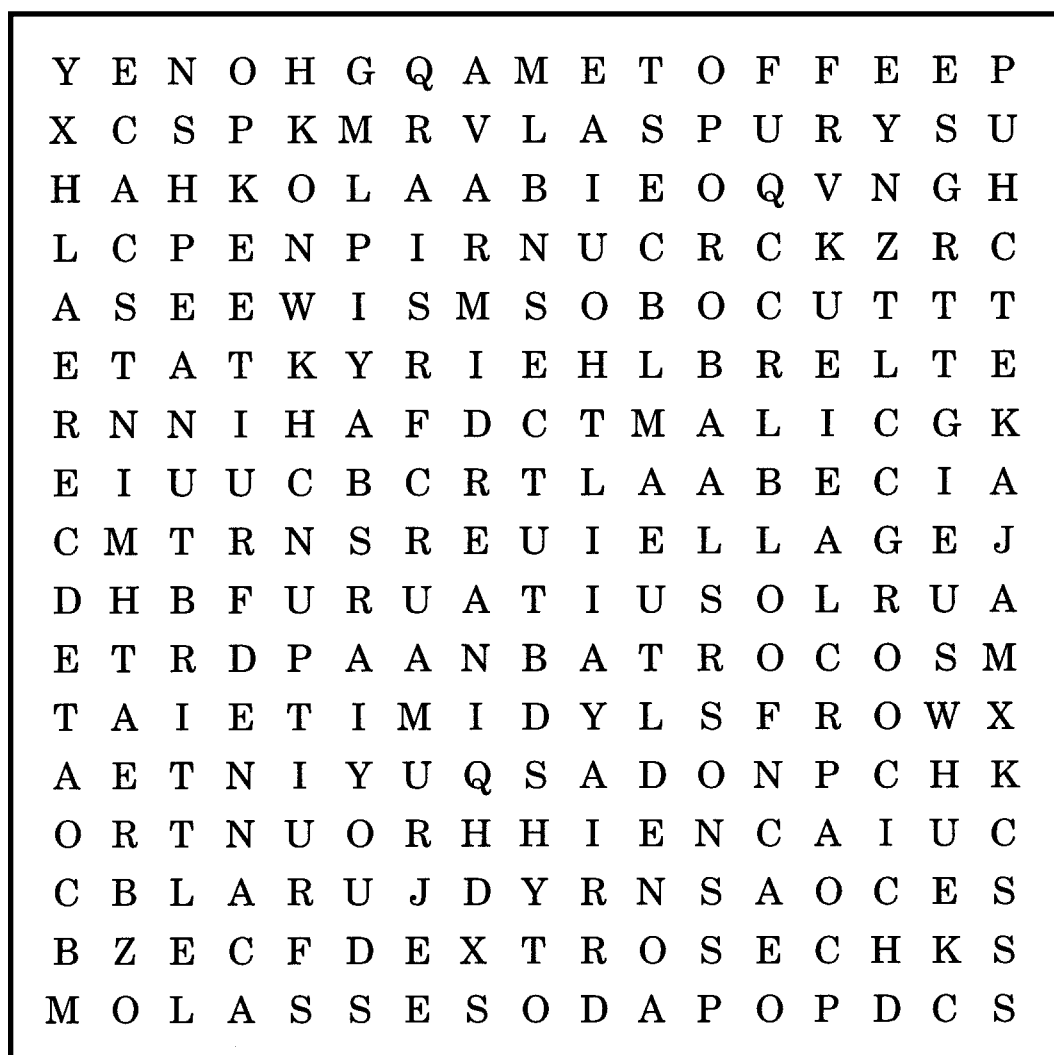 Y E N O H G Q A M E T O F F E E P
X C S P K M R V L A S P U R Y S U
H A H K O L A A B I E O Q V N G H
L C P E N P I R N U C R C K Z R C
A S E E W I S M S O B O C U T T T
E T A T K Y R I E H L B R E L T E
R N N I H A F D C T M A L I C G K
E I U U C B C R T L A A B E C I A
C M T R N S R E U I E L L A G E J
D H B F U R U A T I U S O L R U A
E T R D P A A N B A T R O C O S M
T A I E T I M I D Y L S F R O W X
A E T N I Y U Q S A D O N P C H K
O R T N U O R H H I E N C A I U C
C B L A R U J D Y R N S A O C E S
B Z E C F D E X T R O S E C H K S
M O L A S S E S O D A P O P D C S